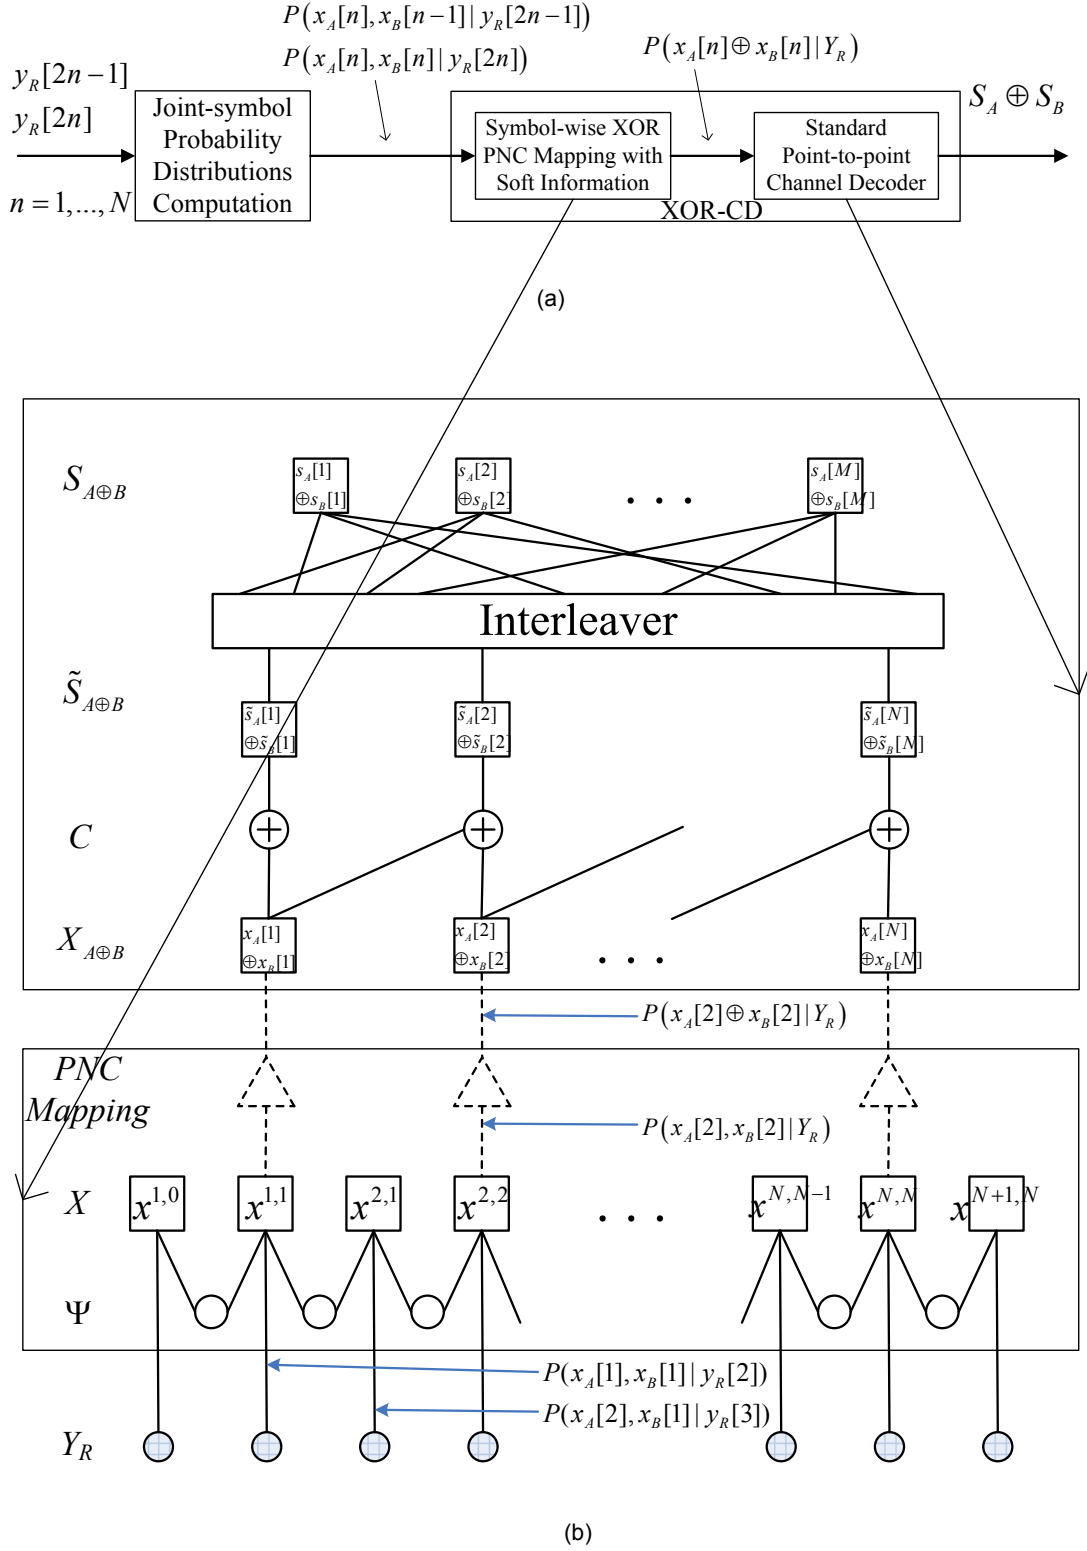 P(x_A[n], x_B[n−1] | y_R[2n−1])
P(x_A[n], x_B[n] | y_R[2n])
P(x_A[n] ⊕ x_B[n] | Y_R)
y_R[2n−1]
y_R[2n]
n = 1,..., N
Joint-symbol
Probability
Distributions
Computation
Symbol-wise XOR
PNC Mapping with
Soft Information
Standard
Point-to-point
Channel Decoder
XOR-CD
S_A ⊕ S_B
(a)
S_{A⊕B}
s_A[1]
⊕s_B[1]
s_A[2]
⊕s_B[2]
. . .
s_A[M]
⊕s_B[M]
Interleaver
S̃_{A⊕B}
s̃_A[1]
⊕s̃_B[1]
s̃_A[2]
⊕s̃_B[2]
s̃_A[N]
⊕s̃_B[N]
C
+ + +
X_{A⊕B}
x_A[1]
⊕x_B[1]
x_A[2]
⊕x_B[2]
. . .
x_A[N]
⊕x_B[N]
P(x_A[2] ⊕ x_B[2] | Y_R)
PNC
Mapping
P(x_A[2], x_B[2] | Y_R)
X
x^{1,0}
x^{1,1}
x^{2,1}
x^{2,2}
. . .
x^{N,N−1}
x^{N,N}
x^{N+1,N}
Ψ
P(x_A[1], x_B[1] | y_R[2])
P(x_A[2], x_B[1] | y_R[3])
Y_R
(b)